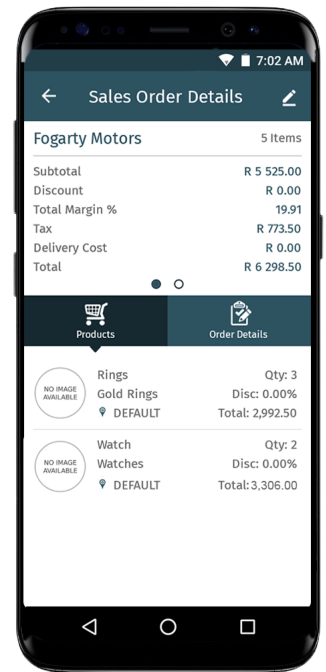 7:02 AM
Sales Order Details
Fogarty Motors 5 Items
Subtotal R 5 525.00
Discount R 0.00
Total Margin % 19.91
Tax R 773.50
Delivery Cost R 0.00
Total R 6 298.50
Products Order Details
NO IMAGE
AVAILABLE
Rings Qty: 3
Gold Rings Disc: 0.00%
DEFAULT Total: 2,992.50
NO IMAGE
AVAILABLE
Watch Qty: 2
Watches Disc: 0.00%
DEFAULT Total: 3,306.00